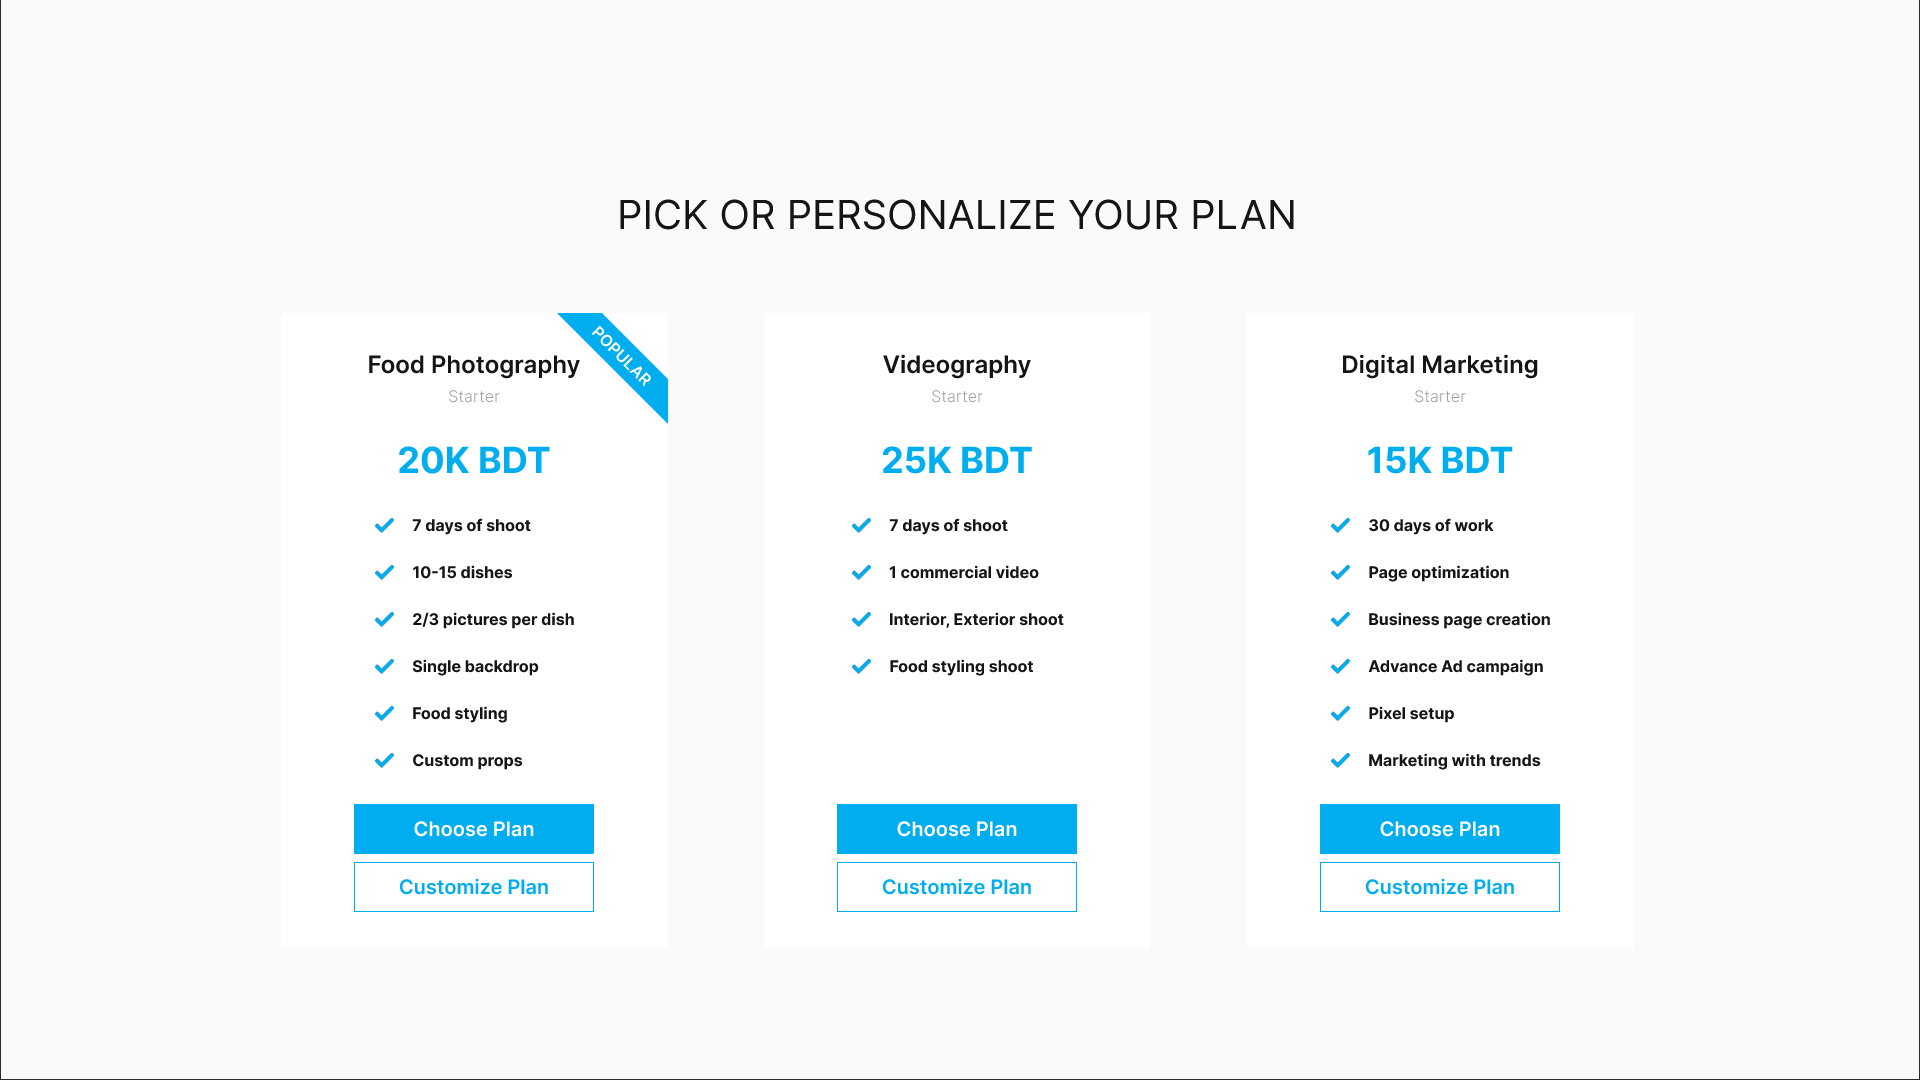 PICK OR PERSONALIZE YOUR PLAN
POPULAR
Food Photography
Starter
20K BDT
7 days of shoot
10-15 dishes
2/3 pictures per dish
Single backdrop
Food styling
Custom props
Choose Plan
Customize Plan
Videography
Starter
25K BDT
7 days of shoot
1 commercial video
Interior, Exterior shoot
Food styling shoot
Choose Plan
Customize Plan
Digital Marketing
Starter
15K BDT
30 days of work
Page optimization
Business page creation
Advance Ad campaign
Pixel setup
Marketing with trends
Choose Plan
Customize Plan